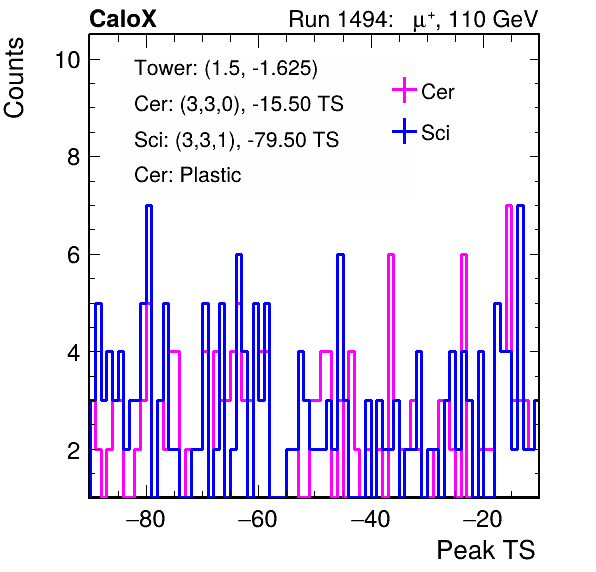 CaloX Run 1494: μ⁺, 110 GeV
Counts
Tower: (1.5, -1.625)
Cer: (3,3,0), -15.50 TS
Sci: (3,3,1), -79.50 TS
Cer: Plastic
Cer
Sci
10
8
6
4
2
−80 −60 −40 −20
Peak TS